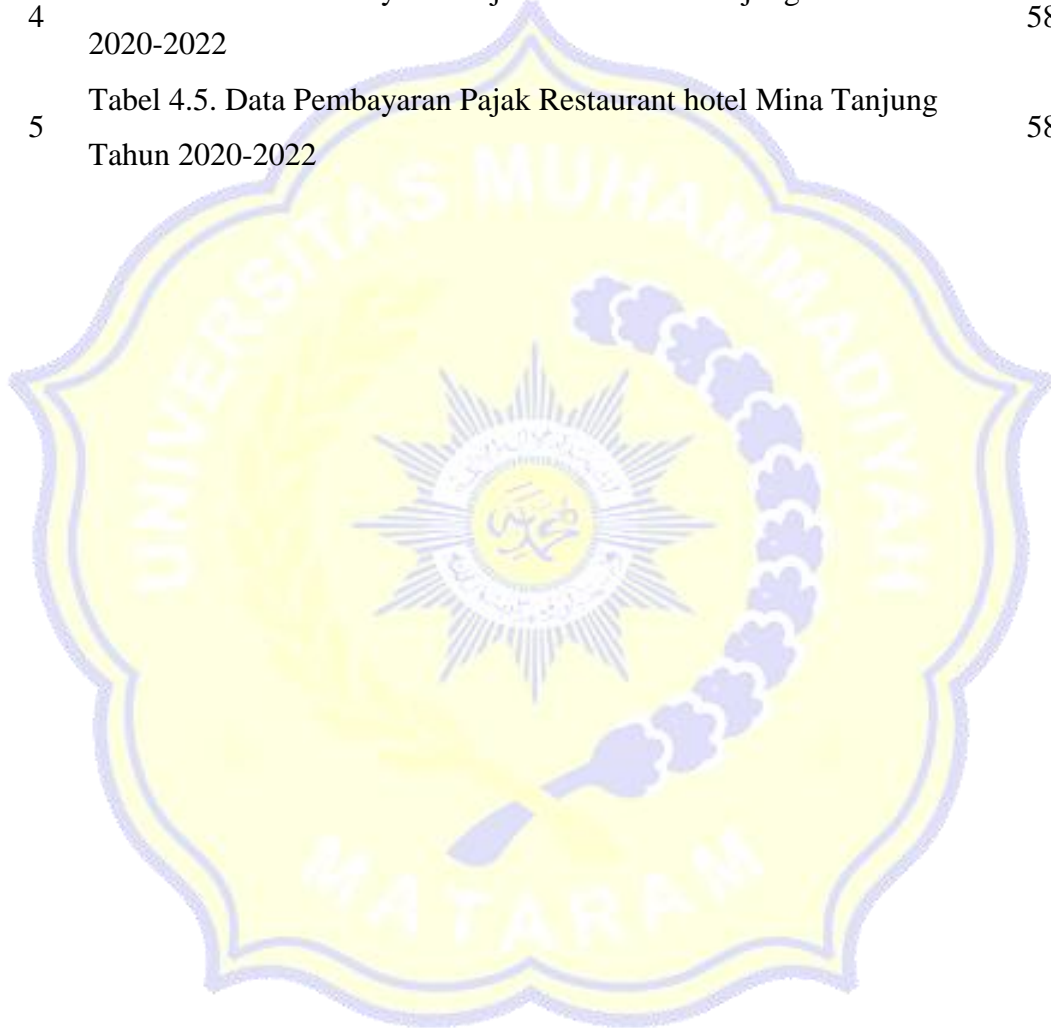 4
2020-2022
Tabel 4.5. Data Pembayaran Pajak Restaurant hotel Mina Tanjung
5
58
Tahun 2020-2022
UNIVERSITAS MUHAMMADIYAH
MATARAM